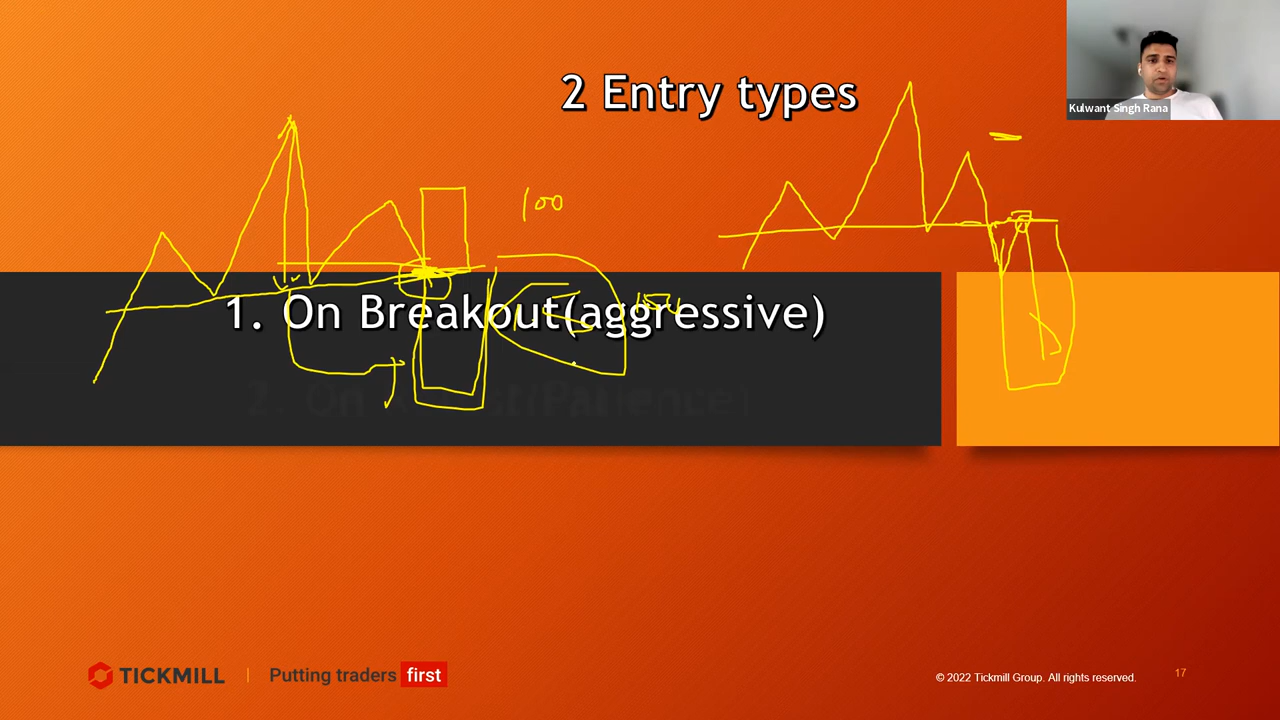 Kulwant Singh Rana
2 Entry types
100
1. On Breakout(aggressive)
TICKMILL
Putting traders first
© 2022 Tickmill Group. All rights reserved.
17